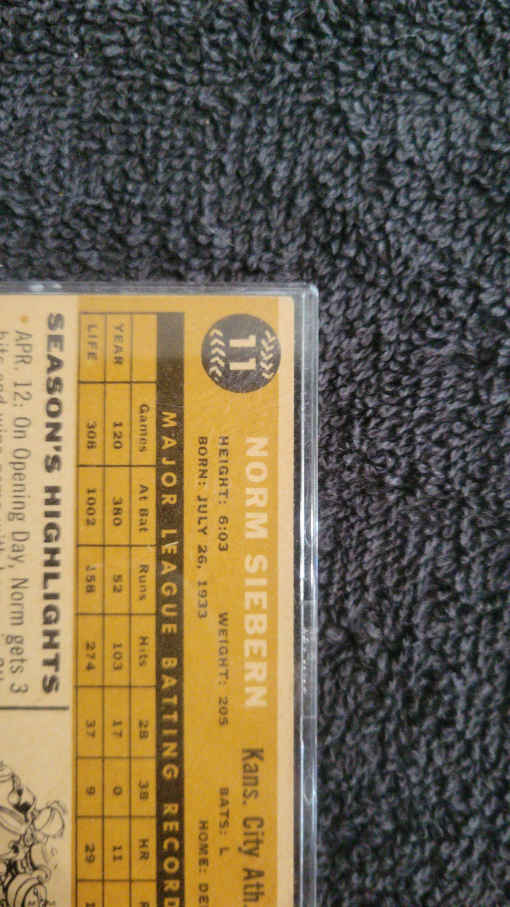 11
NORM SIEBERN Kans. City Ath.
HEIGHT: 6:03 WEIGHT: 205 BATS: L
BORN: JULY 26, 1933 HOME: DE
MAJOR LEAGUE BATTING RECORD
Games At Bat Runs Hits 2B 3B HR
YEAR 120 380 52 103 17 0 11
LIFE 308 1002 158 274 37 9 29
SEASON'S HIGHLIGHTS
• APR. 12: On Opening Day, Norm gets 3